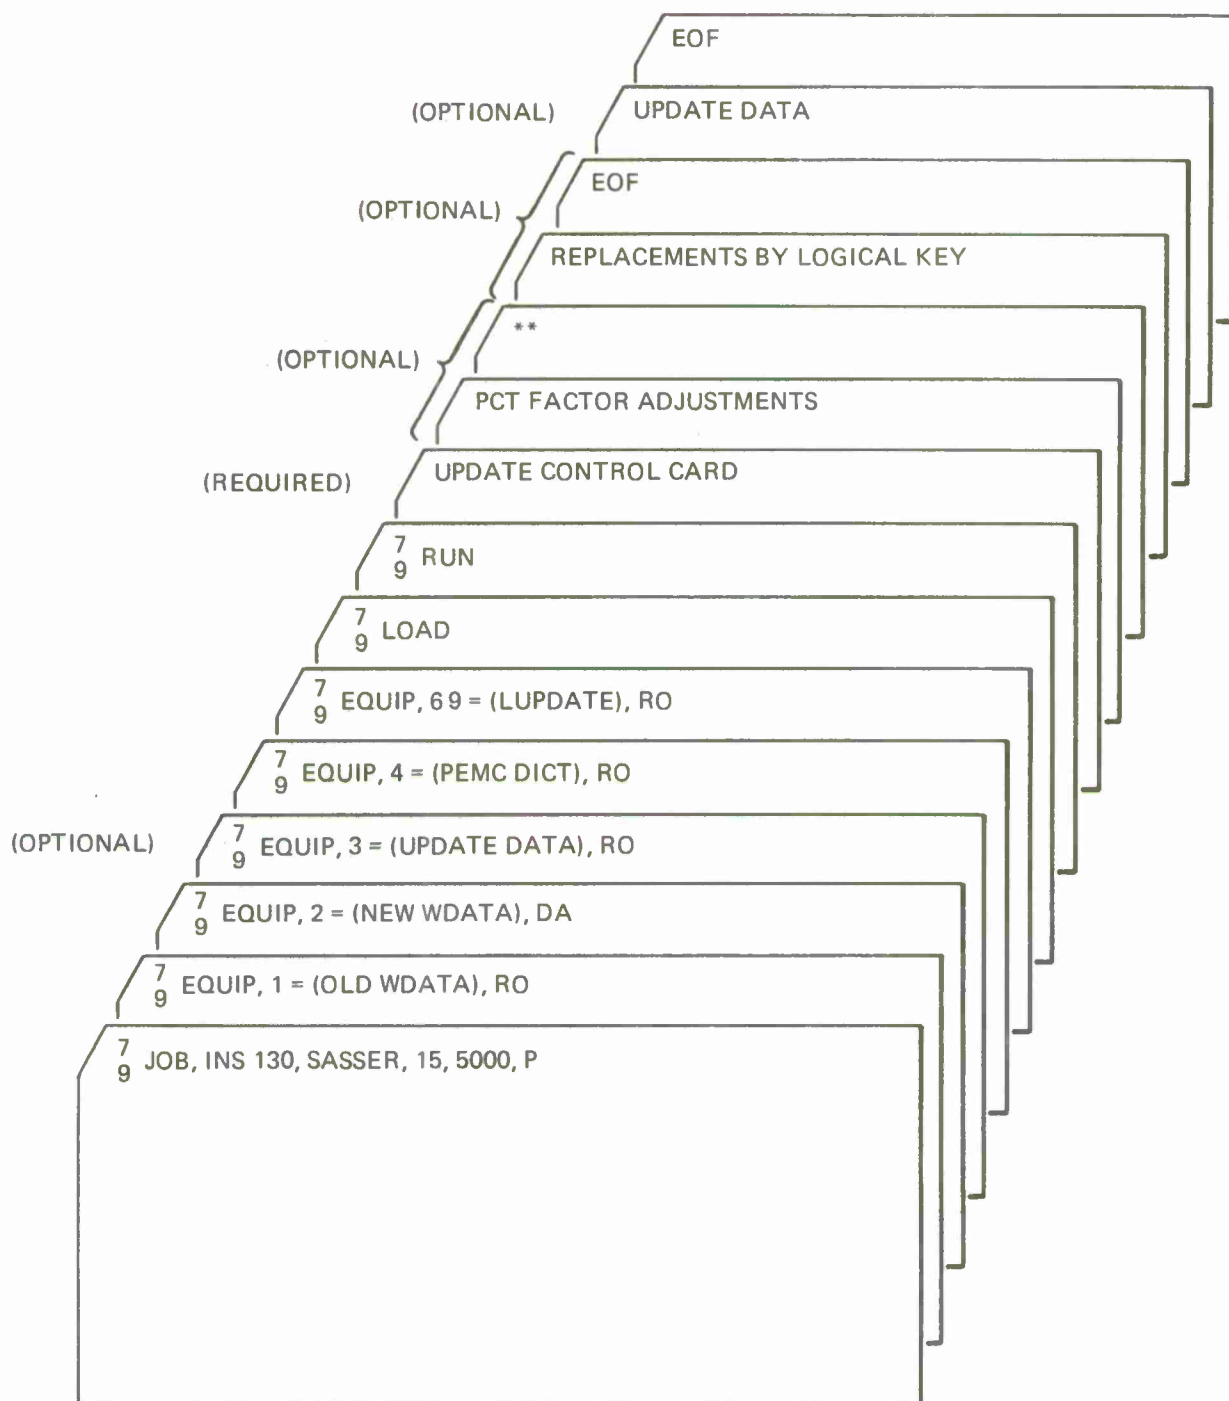 EOF
(OPTIONAL) UPDATE DATA
EOF
(OPTIONAL)
REPLACEMENTS BY LOGICAL KEY
**
(OPTIONAL)
PCT FACTOR ADJUSTMENTS
(REQUIRED) UPDATE CONTROL CARD
7
9 RUN
7
9 LOAD
7
9 EQUIP, 69 = (LUPDATE), RO
7
9 EQUIP, 4 = (PEMC DICT), RO
(OPTIONAL)
7
9 EQUIP, 3 = (UPDATE DATA), RO
7
9 EQUIP, 2 = (NEW WDATA), DA
7
9 EQUIP, 1 = (OLD WDATA), RO
7
9 JOB, INS 130, SASSER, 15, 5000, P